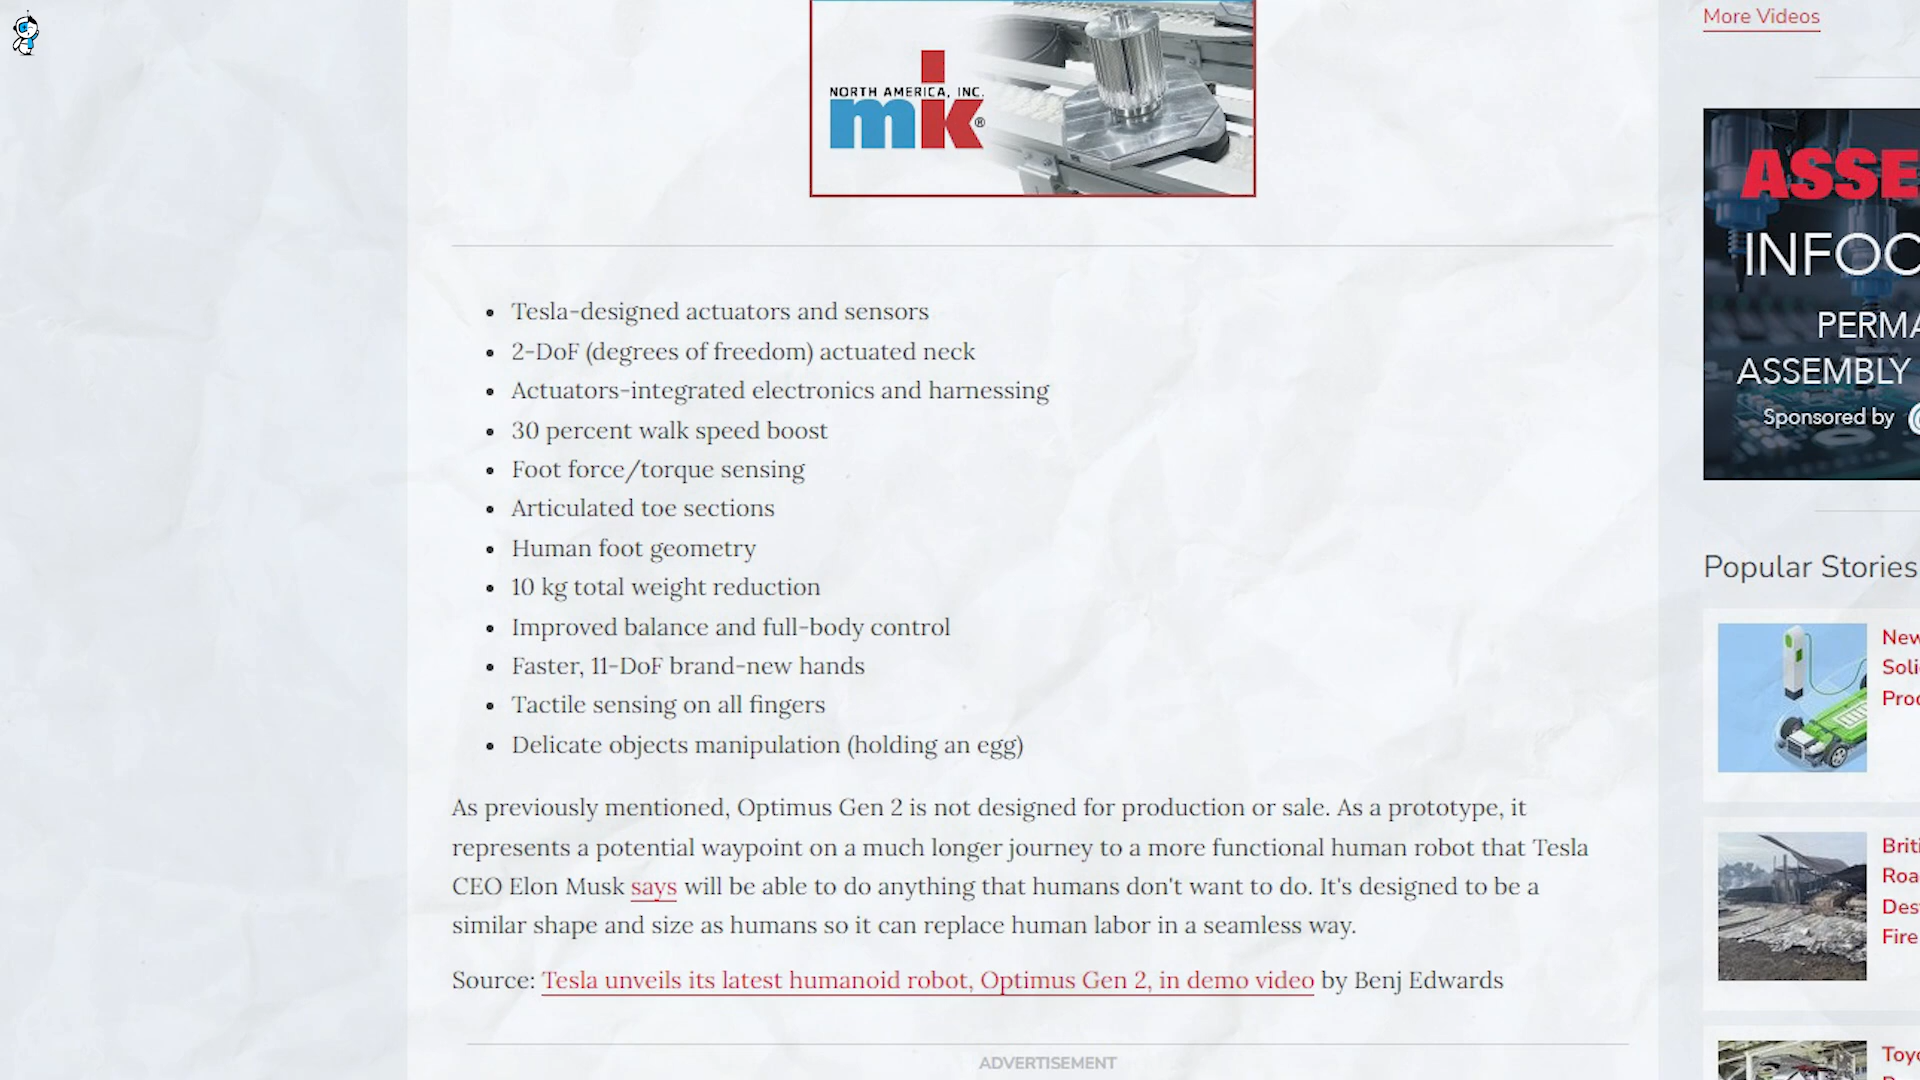 More Videos
NORTH AMERICA, INC.
mk®
ASSE
INFOC
PERMA
ASSEMBLY
Sponsored by
Tesla-designed actuators and sensors
2-DoF (degrees of freedom) actuated neck
Actuators-integrated electronics and harnessing
30 percent walk speed boost
Foot force/torque sensing
Articulated toe sections
Human foot geometry
10 kg total weight reduction
Improved balance and full-body control
Faster, 11-DoF brand-new hands
Tactile sensing on all fingers
Delicate objects manipulation (holding an egg)
As previously mentioned, Optimus Gen 2 is not designed for production or sale. As a prototype, it
represents a potential waypoint on a much longer journey to a more functional human robot that Tesla
CEO Elon Musk says will be able to do anything that humans don't want to do. It's designed to be a
similar shape and size as humans so it can replace human labor in a seamless way.
Source: Tesla unveils its latest humanoid robot, Optimus Gen 2, in demo video by Benj Edwards
ADVERTISEMENT
Popular Stories
New
Soli
Proc
Briti
Roa
Des
Fire
Toyo